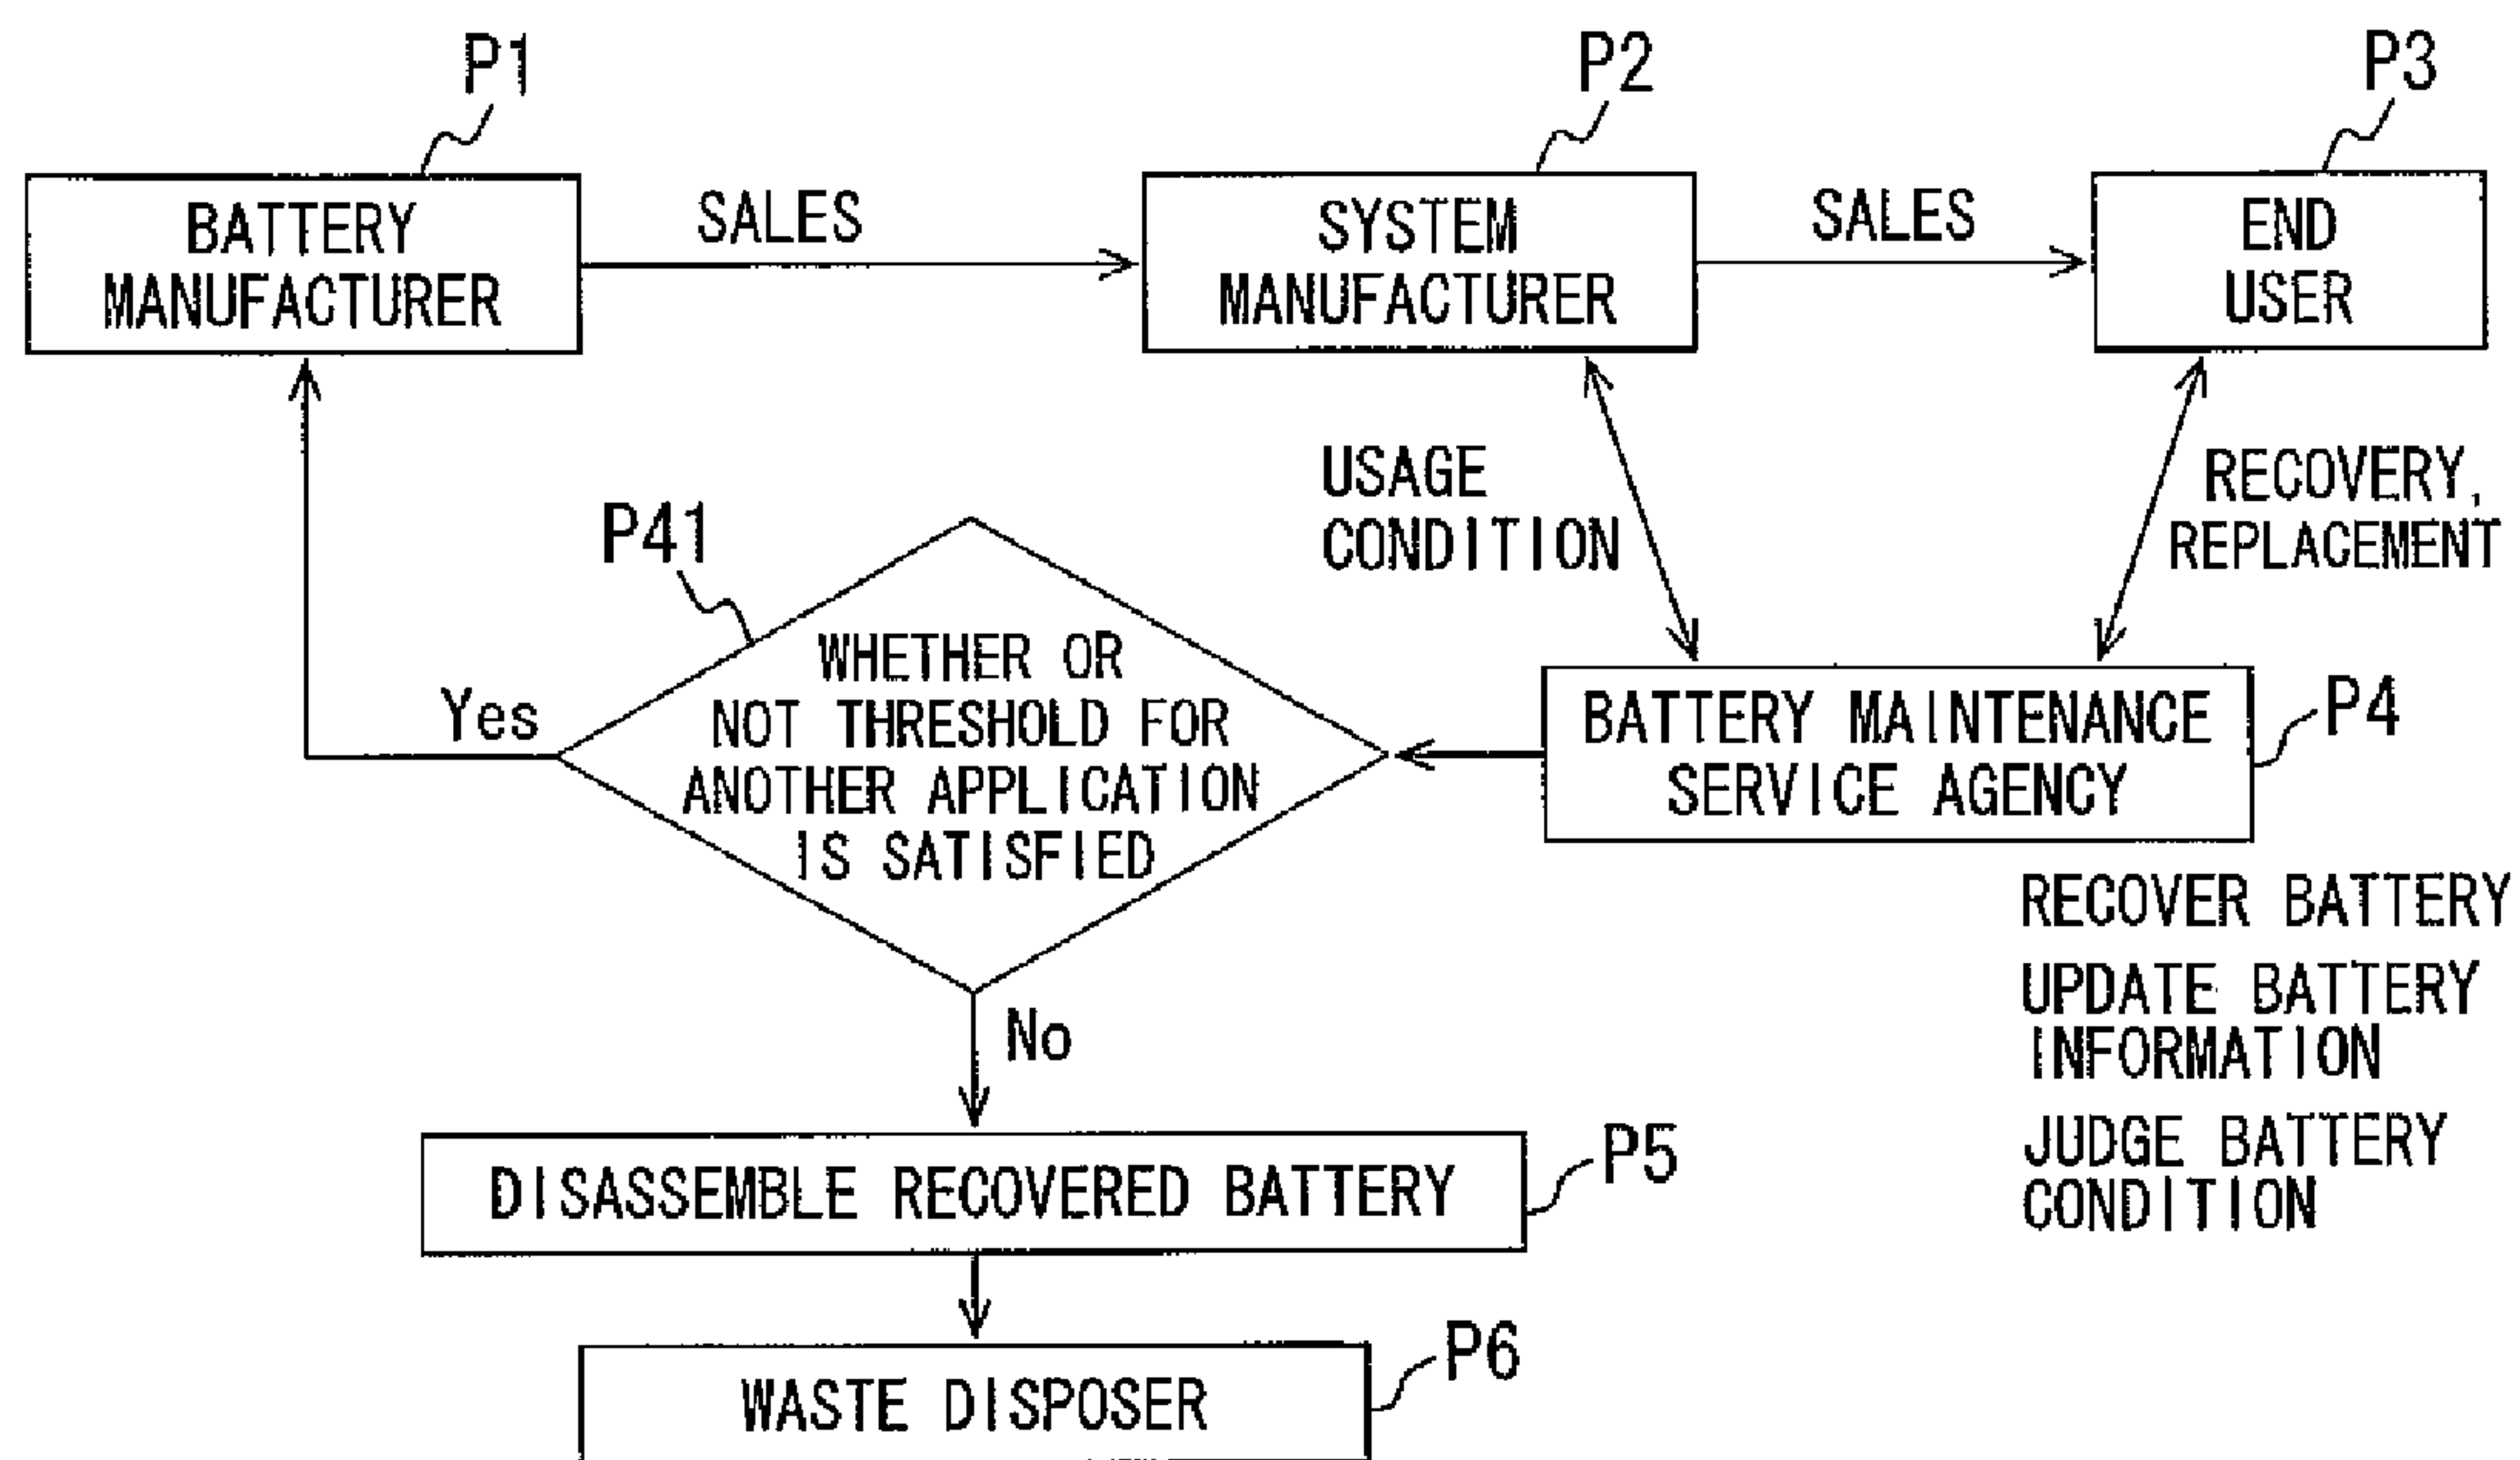 P1
P2
P3
BATTERY
MANUFACTURER
SALES
SYSTEM
MANUFACTURER
SALES
END
USER
USAGE
CONDITION
RECOVERY,
REPLACEMENT
P41
WHETHER OR
NOT THRESHOLD FOR
ANOTHER APPLICATION
IS SATISFIED
Yes
BATTERY MAINTENANCE
SERVICE AGENCY
P4
RECOVER BATTERY
UPDATE BATTERY
INFORMATION
JUDGE BATTERY
CONDITION
No
DISASSEMBLE RECOVERED BATTERY
P5
WASTE DISPOSER
P6